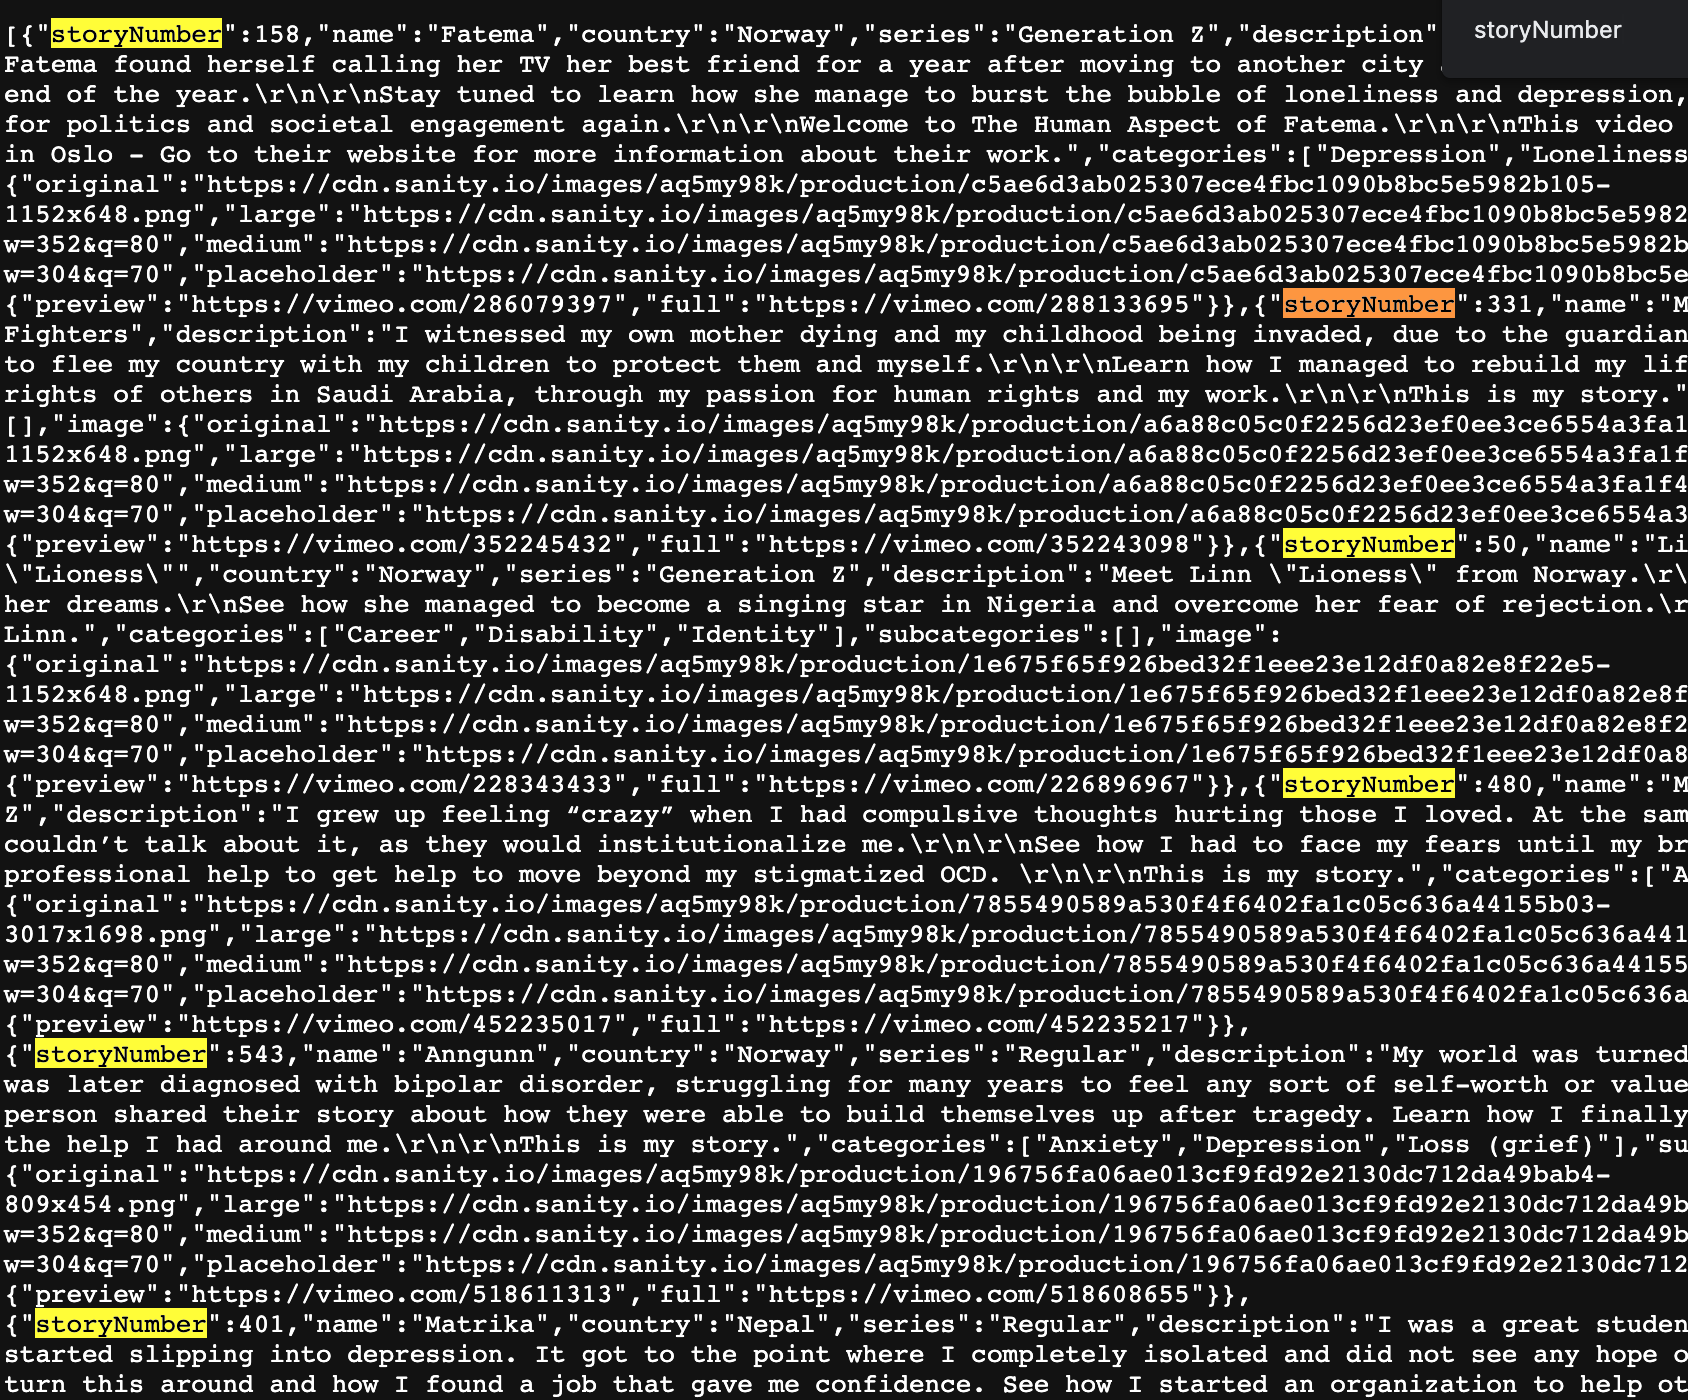 [{"storyNumber":158,"name":"Fatema","country":"Norway","series":"Generation Z","description"
storyNumber
Fatema found herself calling her TV her best friend for a year after moving to another city
end of the year.\r\n\r\nStay tuned to learn how she manage to burst the bubble of loneliness and depression,
for politics and societal engagement again.\r\n\r\nWelcome to The Human Aspect of Fatema.\r\n\r\nThis video
in Oslo - Go to their website for more information about their work.","categories":["Depression","Loneliness
{"original":"https://cdn.sanity.io/images/aq5my98k/production/c5ae6d3ab025307ece4fbc1090b8bc5e5982b105-
1152x648.png","large":"https://cdn.sanity.io/images/aq5my98k/production/c5ae6d3ab025307ece4fbc1090b8bc5e5982
w=352&q=80","medium":"https://cdn.sanity.io/images/aq5my98k/production/c5ae6d3ab025307ece4fbc1090b8bc5e5982b
w=304&q=70","placeholder":"https://cdn.sanity.io/images/aq5my98k/production/c5ae6d3ab025307ece4fbc1090b8bc5e
{"preview":"https://vimeo.com/286079397","full":"https://vimeo.com/288133695"}},{"storyNumber":331,"name":"M
Fighters","description":"I witnessed my own mother dying and my childhood being invaded, due to the guardian
to flee my country with my children to protect them and myself.\r\n\r\nLearn how I managed to rebuild my lif
rights of others in Saudi Arabia, through my passion for human rights and my work.\r\n\r\nThis is my story."
[],"image":{"original":"https://cdn.sanity.io/images/aq5my98k/production/a6a88c05c0f2256d23ef0ee3ce6554a3fa1
1152x648.png","large":"https://cdn.sanity.io/images/aq5my98k/production/a6a88c05c0f2256d23ef0ee3ce6554a3fa1f
w=352&q=80","medium":"https://cdn.sanity.io/images/aq5my98k/production/a6a88c05c0f2256d23ef0ee3ce6554a3fa1f4
w=304&q=70","placeholder":"https://cdn.sanity.io/images/aq5my98k/production/a6a88c05c0f2256d23ef0ee3ce6554a3
{"preview":"https://vimeo.com/352245432","full":"https://vimeo.com/352243098"}},{"storyNumber":50,"name":"Li
\"Lioness\"","country":"Norway","series":"Generation Z","description":"Meet Linn \"Lioness\" from Norway.\r\
her dreams.\r\nSee how she managed to become a singing star in Nigeria and overcome her fear of rejection.\r
Linn.","categories":["Career","Disability","Identity"],"subcategories":[],"image":
{"original":"https://cdn.sanity.io/images/aq5my98k/production/1e675f65f926bed32f1eee23e12df0a82e8f22e5-
1152x648.png","large":"https://cdn.sanity.io/images/aq5my98k/production/1e675f65f926bed32f1eee23e12df0a82e8f
w=352&q=80","medium":"https://cdn.sanity.io/images/aq5my98k/production/1e675f65f926bed32f1eee23e12df0a82e8f2
w=304&q=70","placeholder":"https://cdn.sanity.io/images/aq5my98k/production/1e675f65f926bed32f1eee23e12df0a8
{"preview":"https://vimeo.com/228343433","full":"https://vimeo.com/226896967"}},{"storyNumber":480,"name":"M
Z","description":"I grew up feeling “crazy” when I had compulsive thoughts hurting those I loved. At the sam
couldn’t talk about it, as they would institutionalize me.\r\n\r\nSee how I had to face my fears until my br
professional help to get help to move beyond my stigmatized OCD. \r\n\r\nThis is my story.","categories":["A
{"original":"https://cdn.sanity.io/images/aq5my98k/production/7855490589a530f4f6402fa1c05c636a44155b03-
3017x1698.png","large":"https://cdn.sanity.io/images/aq5my98k/production/7855490589a530f4f6402fa1c05c636a441
w=352&q=80","medium":"https://cdn.sanity.io/images/aq5my98k/production/7855490589a530f4f6402fa1c05c636a44155
w=304&q=70","placeholder":"https://cdn.sanity.io/images/aq5my98k/production/7855490589a530f4f6402fa1c05c636a
{"preview":"https://vimeo.com/452235017","full":"https://vimeo.com/452235217"}},
{"storyNumber":543,"name":"Anngunn","country":"Norway","series":"Regular","description":"My world was turned
was later diagnosed with bipolar disorder, struggling for many years to feel any sort of self-worth or value
person shared their story about how they were able to build themselves up after tragedy. Learn how I finally
the help I had around me.\r\n\r\nThis is my story.","categories":["Anxiety","Depression","Loss (grief)"],"su
{"original":"https://cdn.sanity.io/images/aq5my98k/production/196756fa06ae013cf9fd92e2130dc712da49bab4-
809x454.png","large":"https://cdn.sanity.io/images/aq5my98k/production/196756fa06ae013cf9fd92e2130dc712da49b
w=352&q=80","medium":"https://cdn.sanity.io/images/aq5my98k/production/196756fa06ae013cf9fd92e2130dc712da49b
w=304&q=70","placeholder":"https://cdn.sanity.io/images/aq5my98k/production/196756fa06ae013cf9fd92e2130dc712
{"preview":"https://vimeo.com/518611313","full":"https://vimeo.com/518608655"}},
{"storyNumber":401,"name":"Matrika","country":"Nepal","series":"Regular","description":"I was a great studen
started slipping into depression. It got to the point where I completely isolated and did not see any hope o
turn this around and how I found a job that gave me confidence. See how I started an organization to help ot